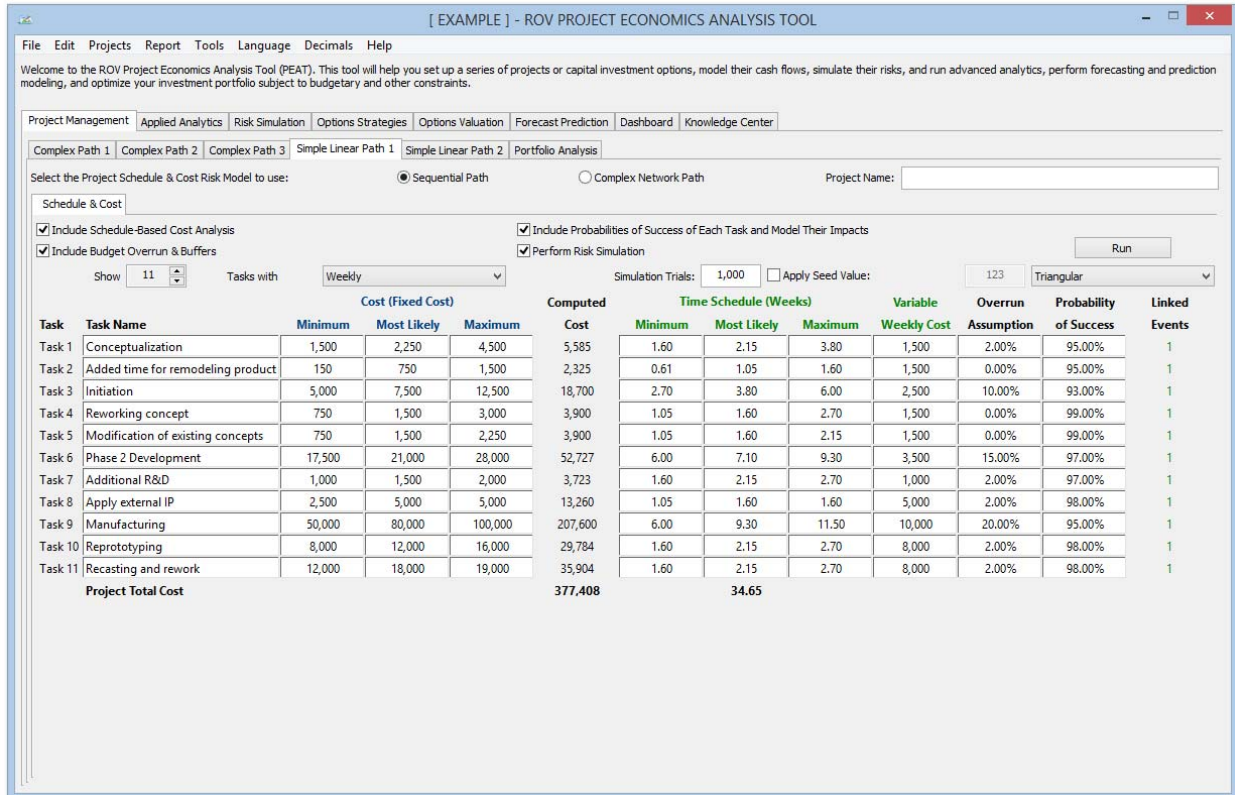 [ EXAMPLE ] - ROV PROJECT ECONOMICS ANALYSIS TOOL
File Edit Projects Report Tools Language Decimals Help
Welcome to the ROV Project Economics Analysis Tool (PEAT). This tool will help you set up a series of projects or capital investment options, model their cash flows, simulate their risks, and run advanced analytics, perform forecasting and prediction
modeling, and optimize your investment portfolio subject to budgetary and other constraints.
Project Management Applied Analytics Risk Simulation Options Strategies Options Valuation Forecast Prediction Dashboard Knowledge Center
Complex Path 1 Complex Path 2 Complex Path 3 Simple Linear Path 1 Simple Linear Path 2 Portfolio Analysis
Select the Project Schedule & Cost Risk Model to use: Sequential Path Complex Network Path Project Name:
Schedule & Cost
Include Schedule-Based Cost Analysis Include Probabilities of Success of Each Task and Model Their Impacts
Include Budget Overrun & Buffers Perform Risk Simulation Run
Show 11 Tasks with Weekly Simulation Trials: 1,000 Apply Seed Value: 123 Triangular
Cost (Fixed Cost) Computed Time Schedule (Weeks) Variable Overrun Probability Linked
Task Task Name Minimum Most Likely Maximum Cost Minimum Most Likely Maximum Weekly Cost Assumption of Success Events
Task 1 Conceptualization 1,500 2,250 4,500 5,585 1.60 2.15 3.80 1,500 2.00% 95.00% 1
Task 2 Added time for remodeling product 150 750 1,500 2,325 0.61 1.05 1.60 1,500 0.00% 95.00% 1
Task 3 Initiation 5,000 7,500 12,500 18,700 2.70 3.80 6.00 2,500 10.00% 93.00% 1
Task 4 Reworking concept 750 1,500 3,000 3,900 1.05 1.60 2.70 1,500 0.00% 99.00% 1
Task 5 Modification of existing concepts 750 1,500 2,250 3,900 1.05 1.60 2.15 1,500 0.00% 99.00% 1
Task 6 Phase 2 Development 17,500 21,000 28,000 52,727 6.00 7.10 9.30 3,500 15.00% 97.00% 1
Task 7 Additional R&D 1,000 1,500 2,000 3,723 1.60 2.15 2.70 1,000 2.00% 97.00% 1
Task 8 Apply external IP 2,500 5,000 5,000 13,260 1.05 1.60 1.60 5,000 2.00% 98.00% 1
Task 9 Manufacturing 50,000 80,000 100,000 207,600 6.00 9.30 11.50 10,000 20.00% 95.00% 1
Task 10 Reprototyping 8,000 12,000 16,000 29,784 1.60 2.15 2.70 8,000 2.00% 98.00% 1
Task 11 Recasting and rework 12,000 18,000 19,000 35,904 1.60 2.15 2.70 8,000 2.00% 98.00% 1
Project Total Cost 377,408 34.65